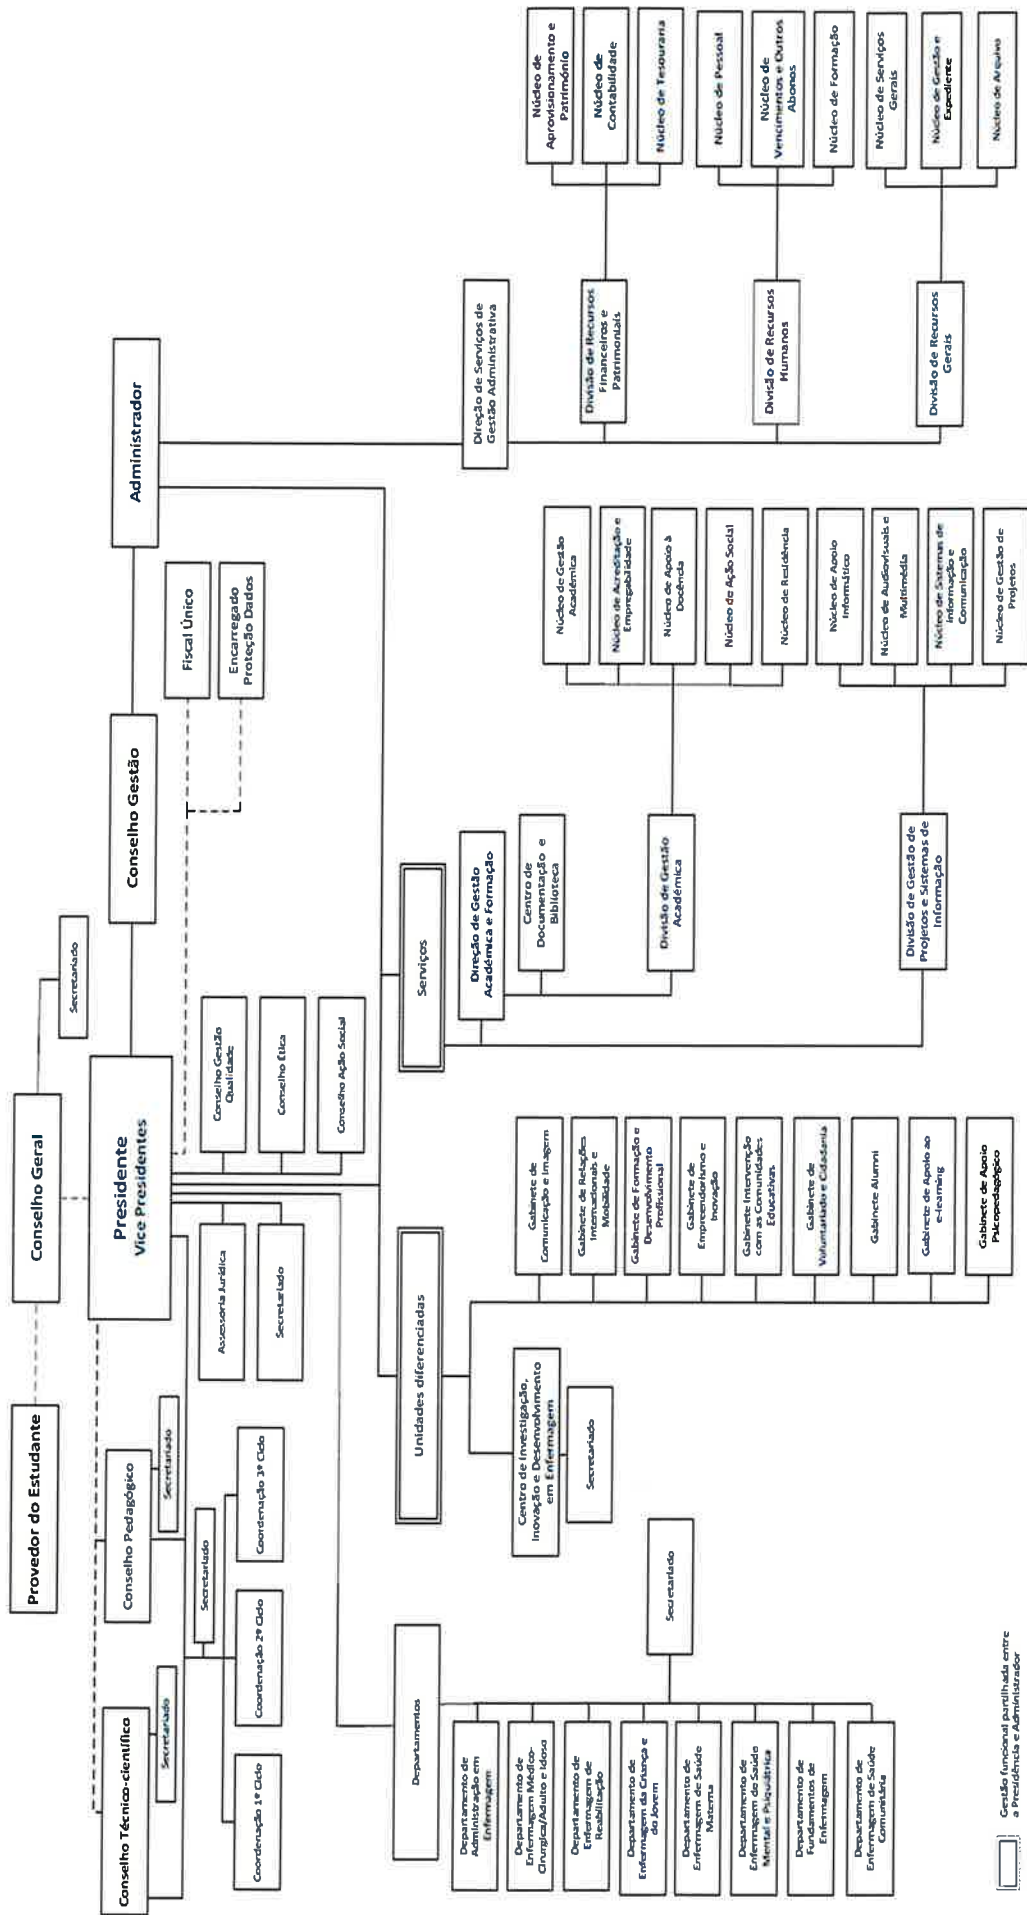 Provedor do Estudante
Conselho Geral
Secretariado
Conselho Técnico-científico
Secretariado
Conselho Pedagógico
Secretariado
Presidente
Vice Presidentes
Conselho Gestão
Administrador
Fiscal Único
Encarregado
Proteção Dados
Secretariado
Coordenação 1º Ciclo
Coordenação 2º Ciclo
Coordenação 3º Ciclo
Assessória Jurídica
Secretariado
Conselho Gestão
Qualidade
Conselho Ética
Conselho Ação Social
Departamentos
Departamento de
Administração em
Enfermagem
Departamento de
Enfermagem Médico-
Cirurgica/Adulto e Idoso
Departamento de
Enfermagem de
Reabilitação
Departamento de
Enfermagem da Criança e
do Jovem
Departamento de
Enfermagem de Saúde
Materna
Departamento de
Enfermagem de Saúde
Mental e Psiquiátrica
Departamento de
Fundamentos de
Enfermagem
Departamento de
Enfermagem de Saúde
Comunitária
Secretariado
Unidades diferenciadas
Centro de Investigação,
Inovação e Desenvolvimento
em Enfermagem
Secretariado
Gabinete de
Comunicação e Imagem
Gabinete de Relações
Internacionais e
Mobilidade
Gabinete de Formação e
Desenvolvimento
Profissional
Gabinete de
Empreendorismo e
Inovação
Gabinete Intervenção
com as Comunidades
Educativas
Gabinete de
Voluntariado e Cidadania
Gabinete Alumni
Gabinete de Apoio ao
e-learning
Gabinete de Apoio
Psicopedagógico
Serviços
Direção de Gestão
Académica e Formação
Centro de
Documentação e
Biblioteca
Divisão de Gestão
Académica
Núcleo de Gestão
Académica
Núcleo de Acreditação e
Empregabilidade
Núcleo de Apoio à
Docência
Núcleo de Ação Social
Núcleo de Residência
Divisão de Gestão de
Projetos e Sistemas de
Informação
Núcleo de Apoio
Informático
Núcleo de Audiovisuais e
Multimédia
Núcleo de Sistemas de
informação e
Comunicação
Núcleo de Gestão de
Projetos
Direção de Serviços de
Gestão Administrativa
Divisão de Recursos
Financeiros e
Patrimoniais
Núcleo de
Aprovisionamento e
Património
Núcleo de
Contabilidade
Núcleo de Tesouraria
Divisão de Recursos
Humanos
Núcleo de Pessoal
Núcleo de
Vencimentos e Outros
Abonos
Núcleo de Formação
Divisão de Recursos
Gerais
Núcleo de Serviços
Gerais
Núcleo de Gestão e
Expediente
Núcleo de Arquivo
Gestão funcional partilhada entre
a Presidência e Administrador